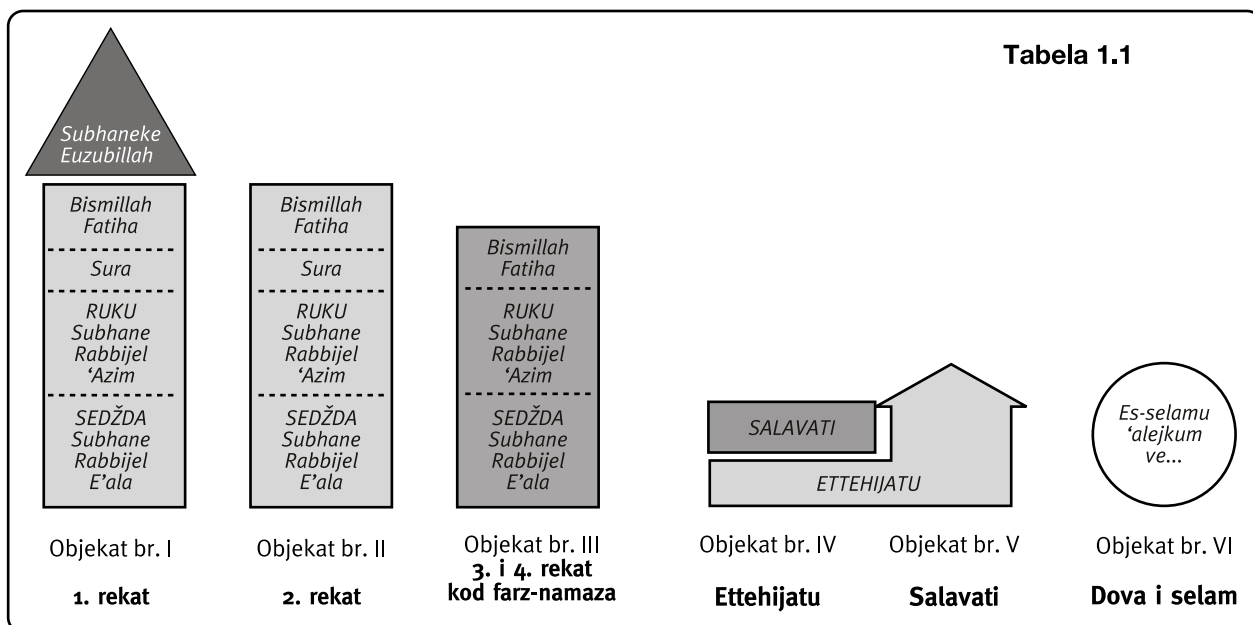 Tabela 1.1
Subhaneke
Euzubillah
Bismillah
Fatiha
Sura
RUKU
Subhane
Rabbijel
‘Azim
SEDŽDA
Subhane
Rabbijel
E’ala
Objekat br. I
1. rekat
Bismillah
Fatiha
Sura
RUKU
Subhane
Rabbijel
‘Azim
SEDŽDA
Subhane
Rabbijel
E’ala
Objekat br. II
2. rekat
Bismillah
Fatiha
RUKU
Subhane
Rabbijel
‘Azim
SEDŽDA
Subhane
Rabbijel
E’ala
Objekat br. III
3. i 4. rekat
kod farz-namaza
SALAVATI
ETTEHIJATU
Objekat br. IV
Ettehijatu
Objekat br. V
Salavati
Es-selamu
‘alejkum
ve...
Objekat br. VI
Dova i selam